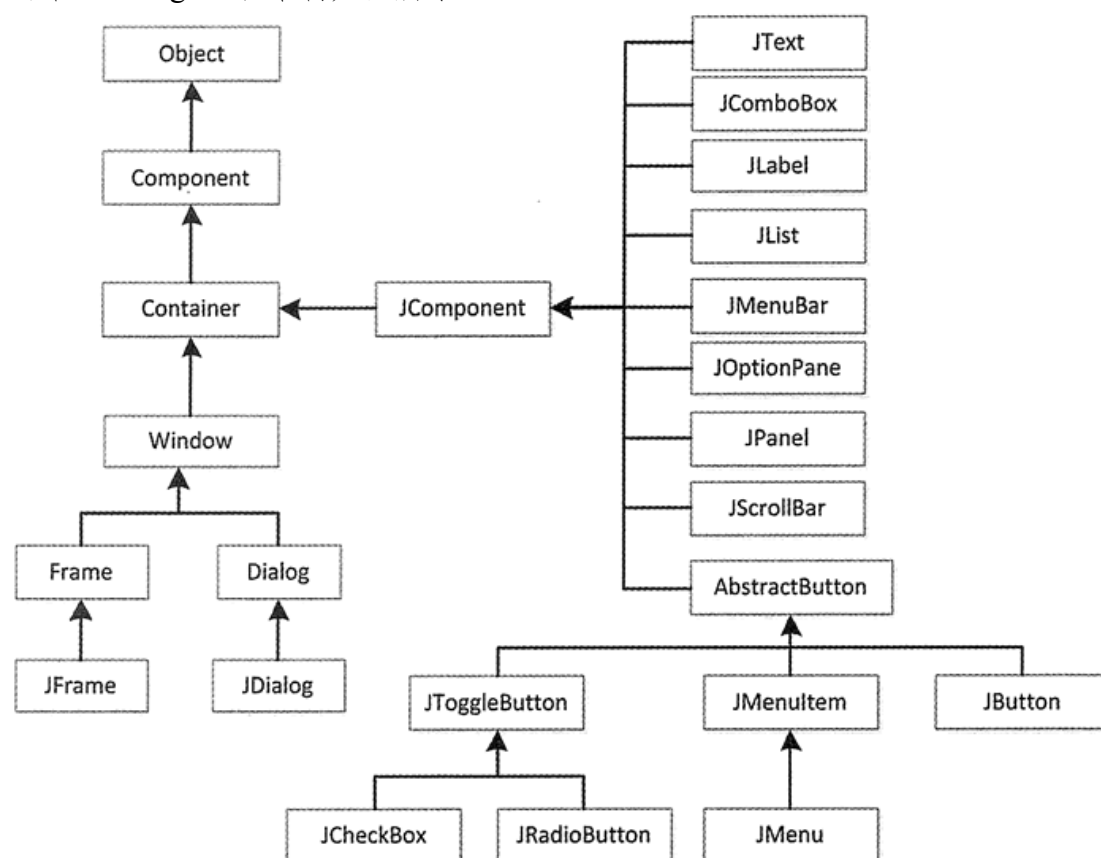 Object
Component
Container
Window
Frame
Dialog
JFrame
JDialog
JComponent
JText
JComboBox
JLabel
JList
JMenuBar
JOptionPane
JPanel
JScrollBar
AbstractButton
JToggleButton
JMenuItem
JButton
JCheckBox
JRadioButton
JMenu